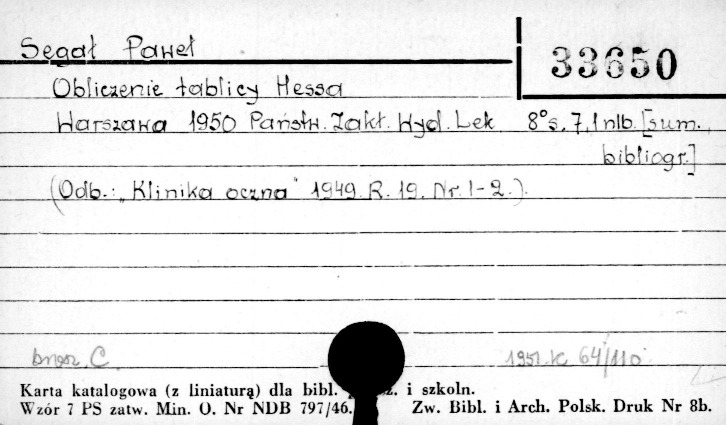 Segał Paweł
33650
Obliczenie tablicy Hessa
Warszawa 1950 Państw. Zakł. Wyd. Lek 8° s. 7, 1 nlb. [sum.,
bibliogr.]
(Odb.: „Klinika oczna" 1949. R. 19. Nr. 1-2.).
brosz. C. 1951 K 64/110
Karta katalogowa (z liniaturą) dla bibl. i szkoln.
Wzór 7 PS zatw. Min. O. Nr NDB 797/46. Zw. Bibl. i Arch. Polsk. Druk Nr 8b.